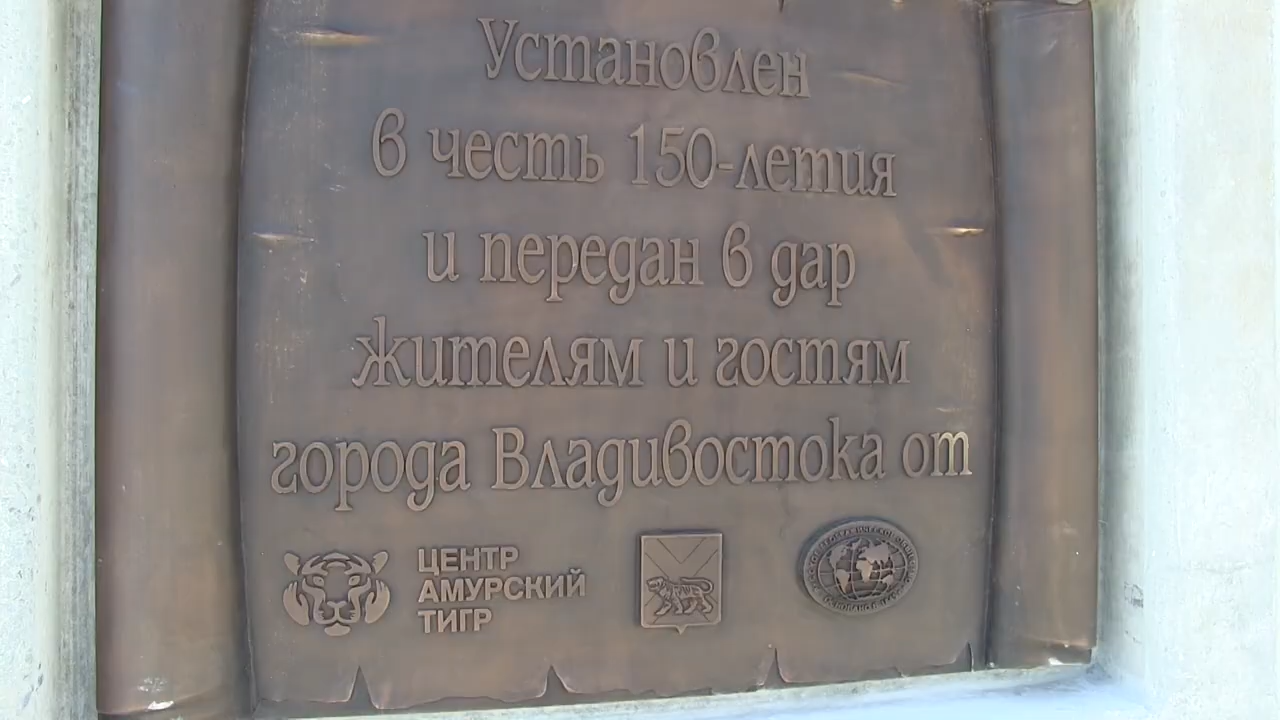 Установлен
в честь 150-летия
и передан в дар
жителям и гостям
города Владивостока от
ЦЕНТР
АМУРСКИЙ
ТИГР